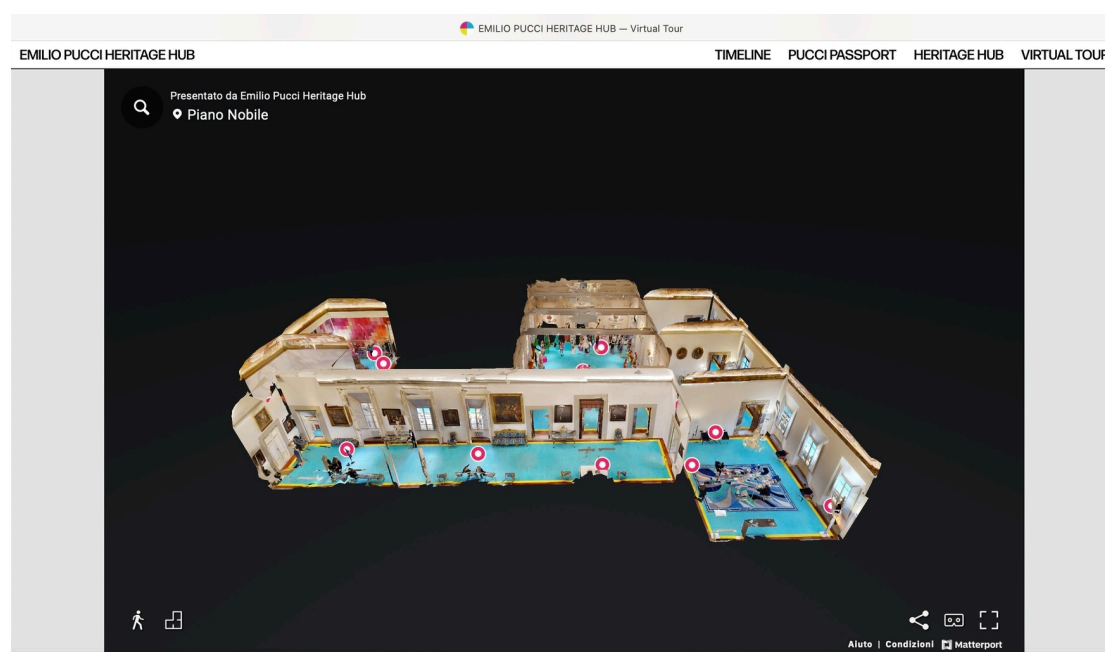 EMILIO PUCCI HERITAGE HUB — Virtual Tour
EMILIO PUCCI HERITAGE HUB
TIMELINE PUCCI PASSPORT HERITAGE HUB VIRTUAL TOUR
Presentato da Emilio Pucci Heritage Hub
Piano Nobile
Aiuto | Condizioni Matterport